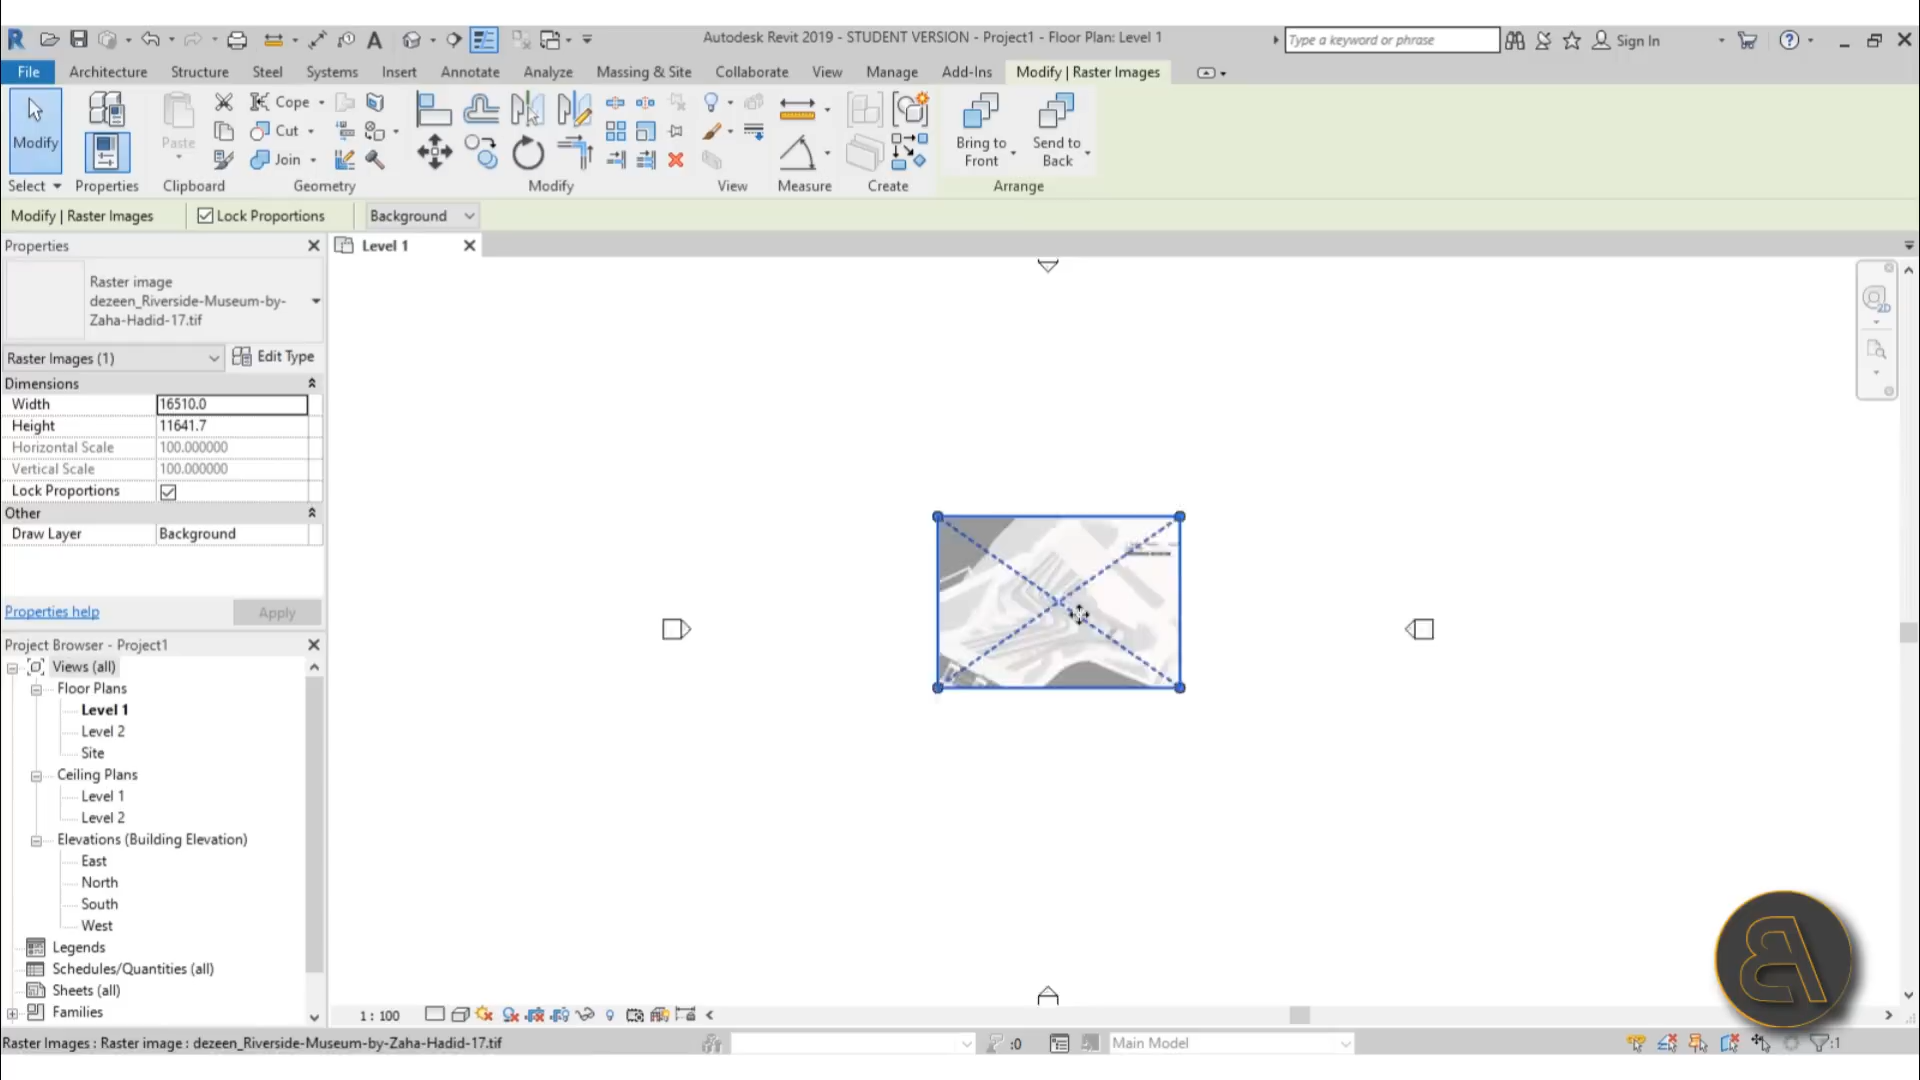 Autodesk Revit 2019 - STUDENT VERSION - Project1 - Floor Plan: Level 1
Type a keyword or phrase
Sign In
File Architecture Structure Steel Systems Insert Annotate Analyze Massing & Site Collaborate View Manage Add-Ins Modify | Raster Images
Modify
Paste
Cope
Cut
Join
Bring to Front
Send to Back
Select Properties Clipboard Geometry Modify View Measure Create Arrange
Modify | Raster Images Lock Proportions Background
Properties
Level 1
Raster image
dezeen_Riverside-Museum-by-
Zaha-Hadid-17.tif
Raster Images (1) Edit Type
Dimensions
Width 16510.0
Height 11641.7
Horizontal Scale 100.000000
Vertical Scale 100.000000
Lock Proportions
Other
Draw Layer Background
Properties help Apply
Project Browser - Project1
Views (all)
Floor Plans
Level 1
Level 2
Site
Ceiling Plans
Level 1
Level 2
Elevations (Building Elevation)
East
North
South
West
Legends
Schedules/Quantities (all)
Sheets (all)
Families
1 : 100
Raster Images : Raster image : dezeen_Riverside-Museum-by-Zaha-Hadid-17.tif
:0
Main Model
:1
2D